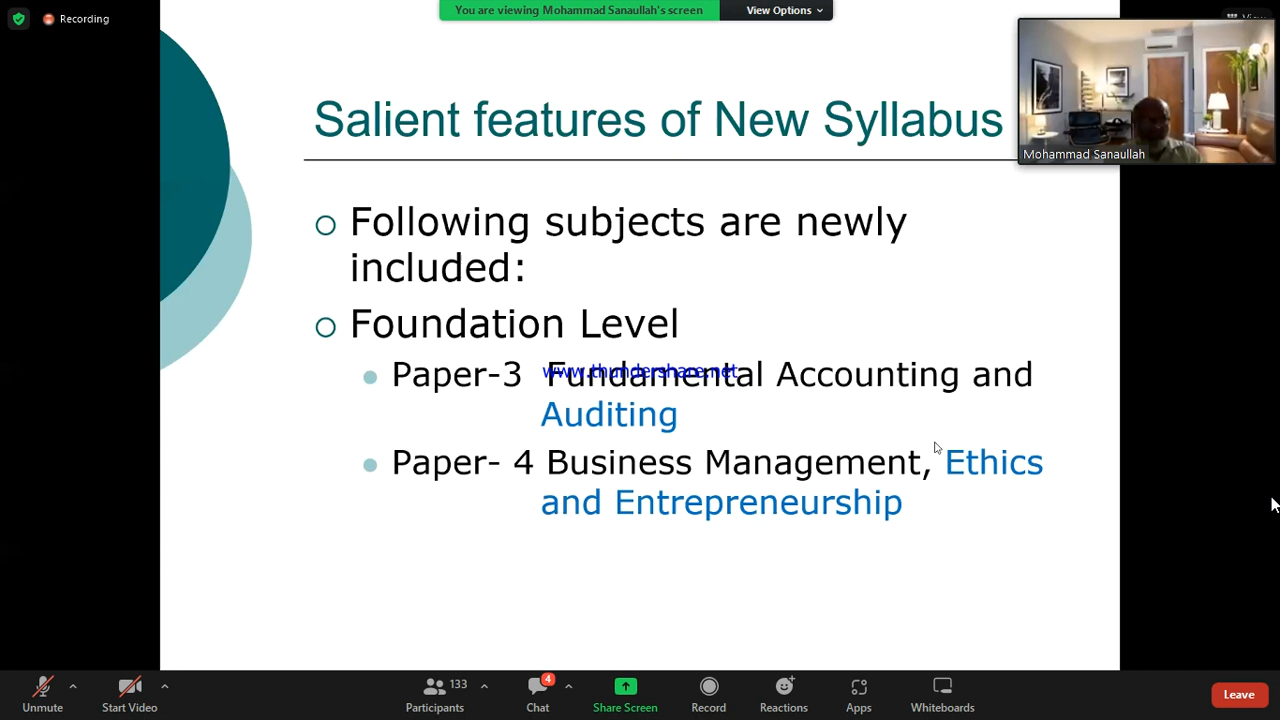 Recording
You are viewing Mohammad Sanaullah's screen
View Options
View
Salient features of New Syllabus
Mohammad Sanaullah
Following subjects are newly
included:
Foundation Level
Paper-3 Fundamental Accounting and
www.thundershare.net
Auditing
Paper- 4 Business Management, Ethics
and Entrepreneurship
Unmute
Start Video
133
Participants
4
Chat
Share Screen
Record
Reactions
Apps
Whiteboards
Leave